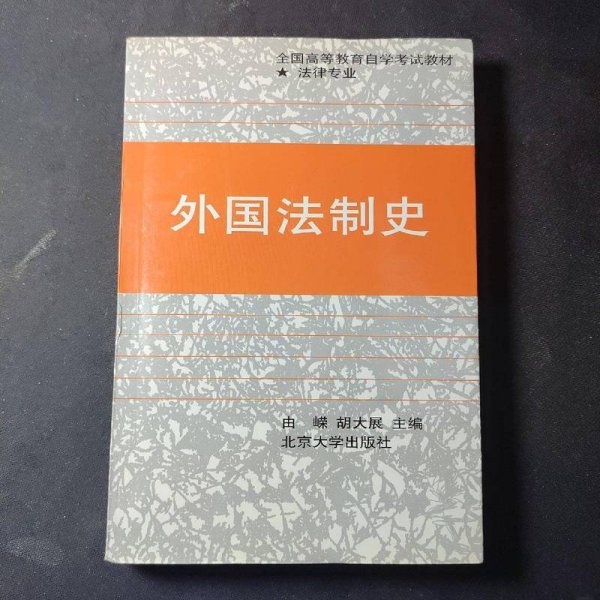 全国高等教育自学考试教材
★ 法律专业
外国法制史
由 嵘 胡大展 主编
北京大学出版社